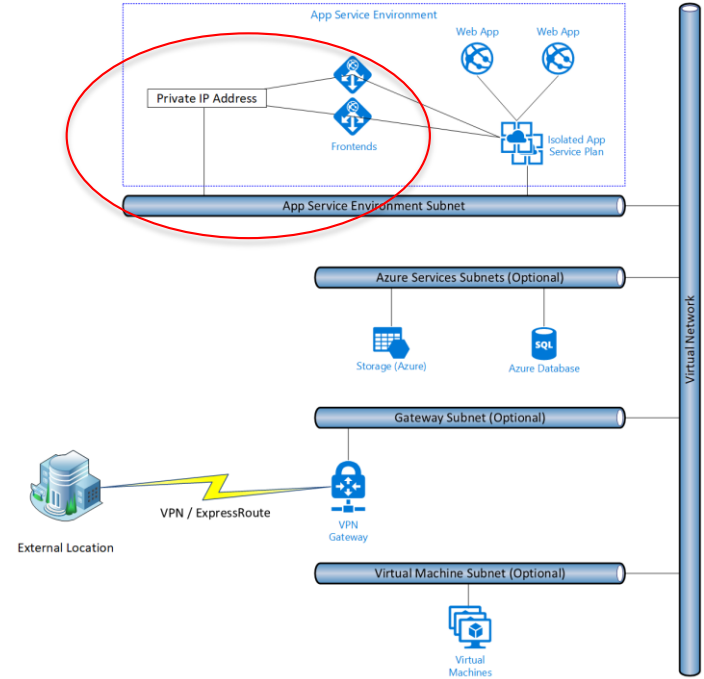 App Service Environment
Web App
Web App
Private IP Address
Frontends
Isolated App
Service Plan
App Service Environment Subnet
Azure Services Subnets (Optional)
Storage (Azure)
SQL
Azure Database
Virtual Network
Gateway Subnet (Optional)
VPN / ExpressRoute
External Location
VPN
Gateway
Virtual Machine Subnet (Optional)
Virtual
Machines